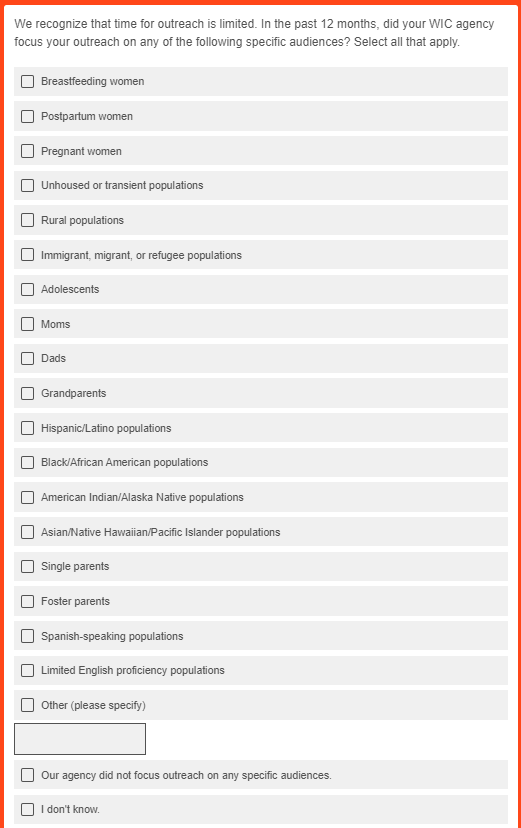 We recognize that time for outreach is limited. In the past 12 months, did your WIC agency
focus your outreach on any of the following specific audiences? Select all that apply.
Breastfeeding women
Postpartum women
Pregnant women
Unhoused or transient populations
Rural populations
Immigrant, migrant, or refugee populations
Adolescents
Moms
Dads
Grandparents
Hispanic/Latino populations
Black/African American populations
American Indian/Alaska Native populations
Asian/Native Hawaiian/Pacific Islander populations
Single parents
Foster parents
Spanish-speaking populations
Limited English proficiency populations
Other (please specify)
Our agency did not focus outreach on any specific audiences.
I don't know.